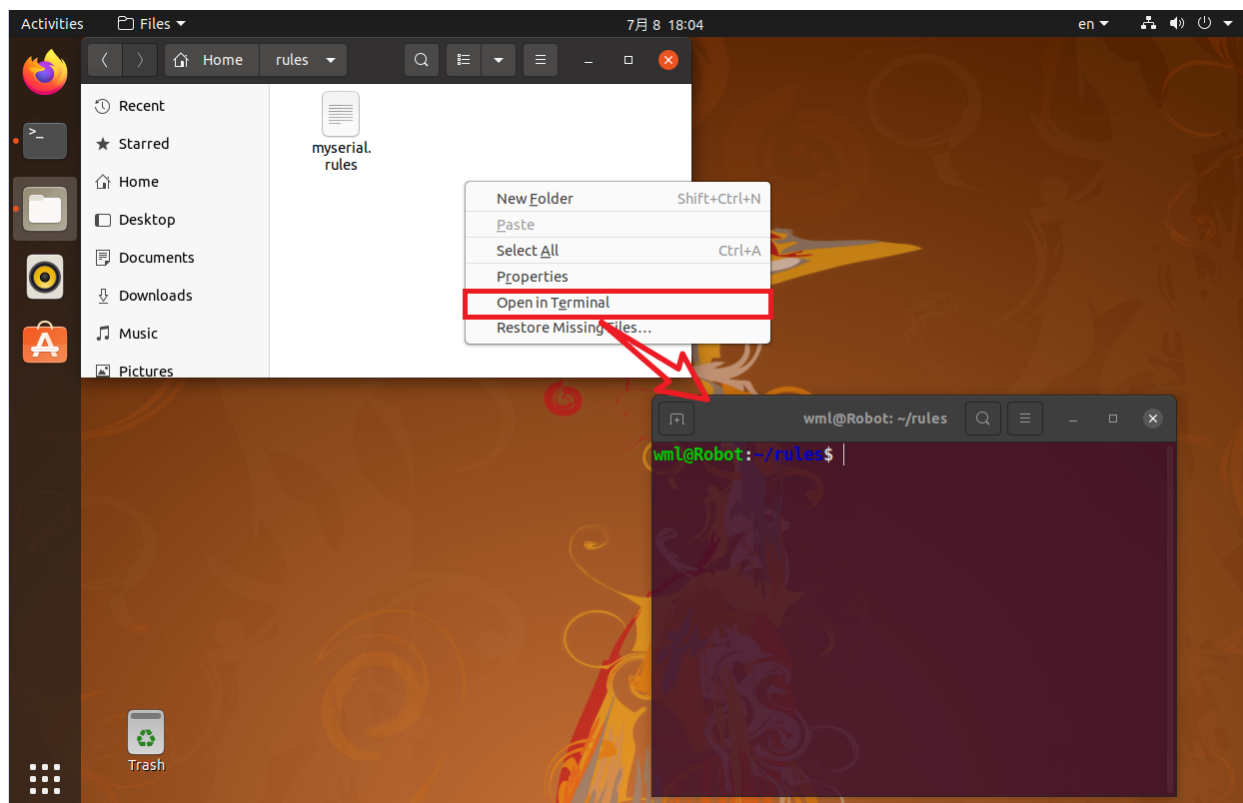 Activities
Files
7月 8 18:04
en
Home
rules
Recent
Starred
Home
Desktop
Documents
Downloads
Music
Pictures
myserial.
rules
New Folder Shift+Ctrl+N
Paste
Select All Ctrl+A
Properties
Open in Terminal
Restore Missing Files...
wml@Robot: ~/rules
wml@Robot:~/rules$
Trash